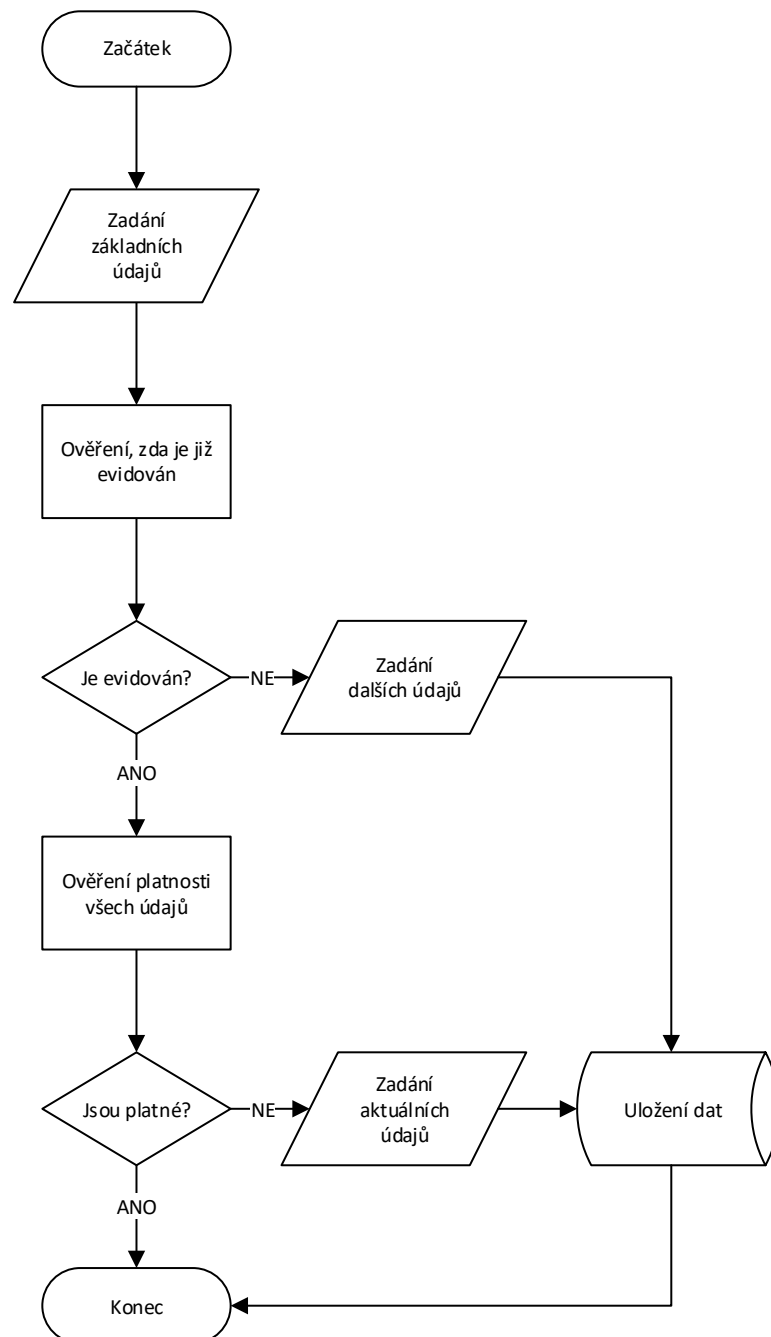 Začátek
Zadání
základních
údajů
Ověření, zda je již
evidován
Je evidován?
NE
Zadání
dalších údajů
ANO
Ověření platnosti
všech údajů
Jsou platné?
NE
Zadání
aktuálních
údajů
Uložení dat
ANO
Konec